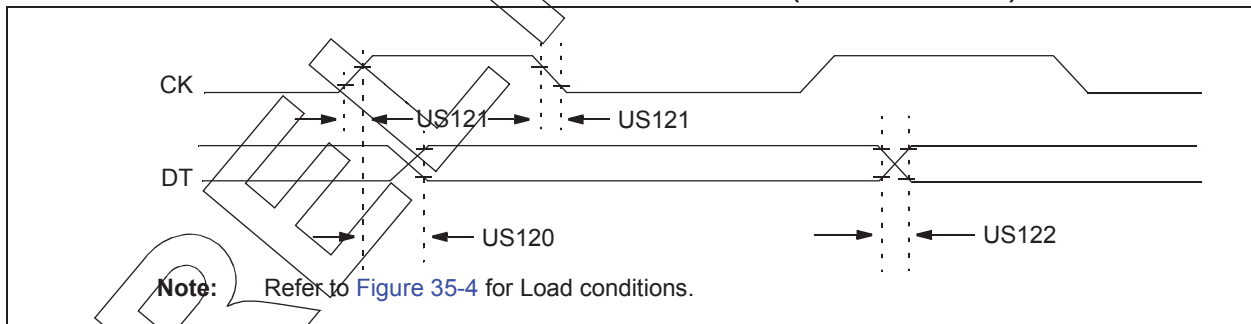 CK
US121
US121
DT
US120
US122
Note: Refer to Figure 35-4 for Load conditions.